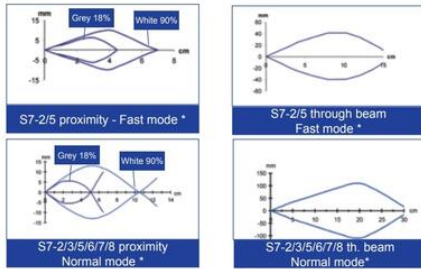 mm
Grey 18%
White 90%
15
5
cm
0
2
4
6
8
-5
-15
S7-2/5 proximity - Fast mode *
mm
60
40
20
0
-20
-40
-60
5
10
15
cm
S7-2/5 through beam
Fast mode *
mm
Grey 18%
White 90%
15
10
5
0
-5
-10
-15
2
4
6
8
10
12
14
cm
S7-2/3/5/6/7/8 proximity
Normal mode *
mm
150
100
50
0
-50
-100
0
5
10
15
20
25
30
cm
S7-2/3/5/6/7/8 th. beam
Normal mode*